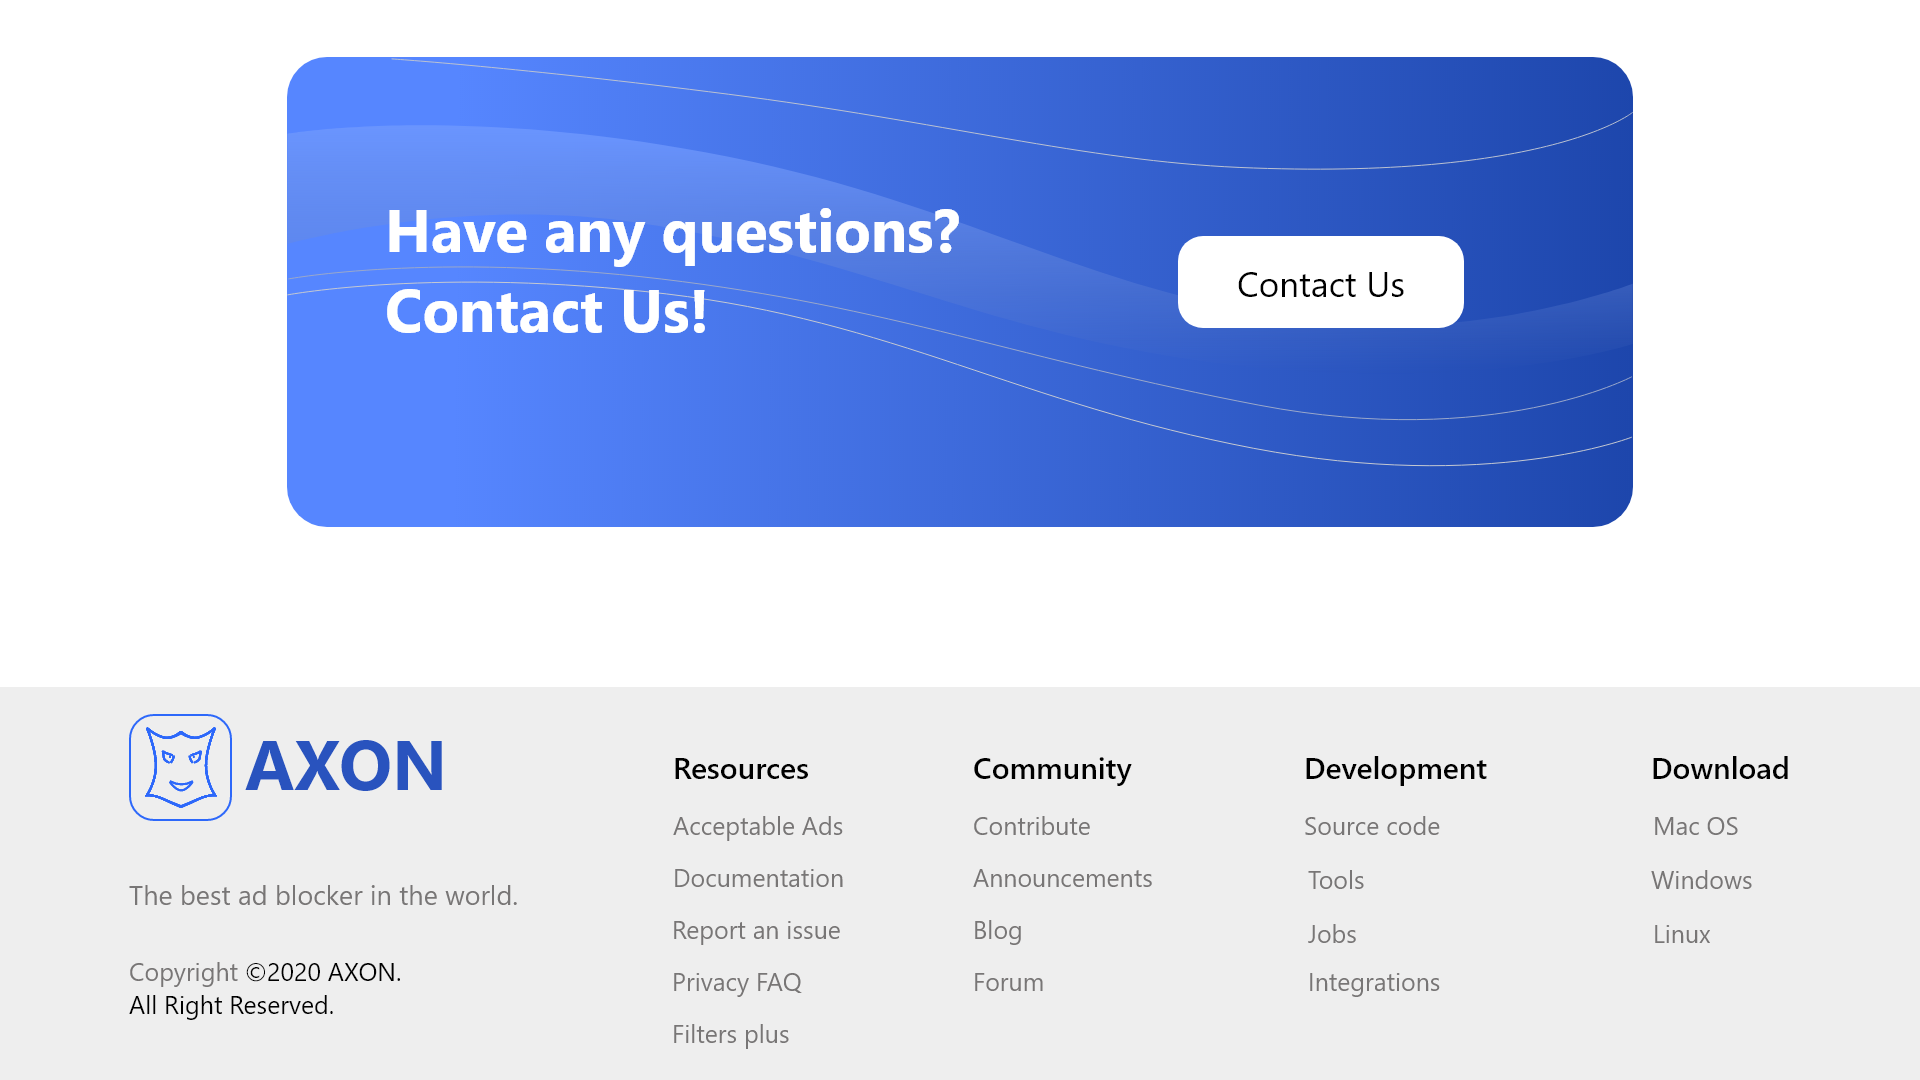 Have any questions?
Contact Us!
Contact Us
AXON
The best ad blocker in the world.
Copyright ©2020 AXON.
All Right Reserved.
Resources
Acceptable Ads
Documentation
Report an issue
Privacy FAQ
Filters plus
Community
Contribute
Announcements
Blog
Forum
Development
Source code
Tools
Jobs
Integrations
Download
Mac OS
Windows
Linux